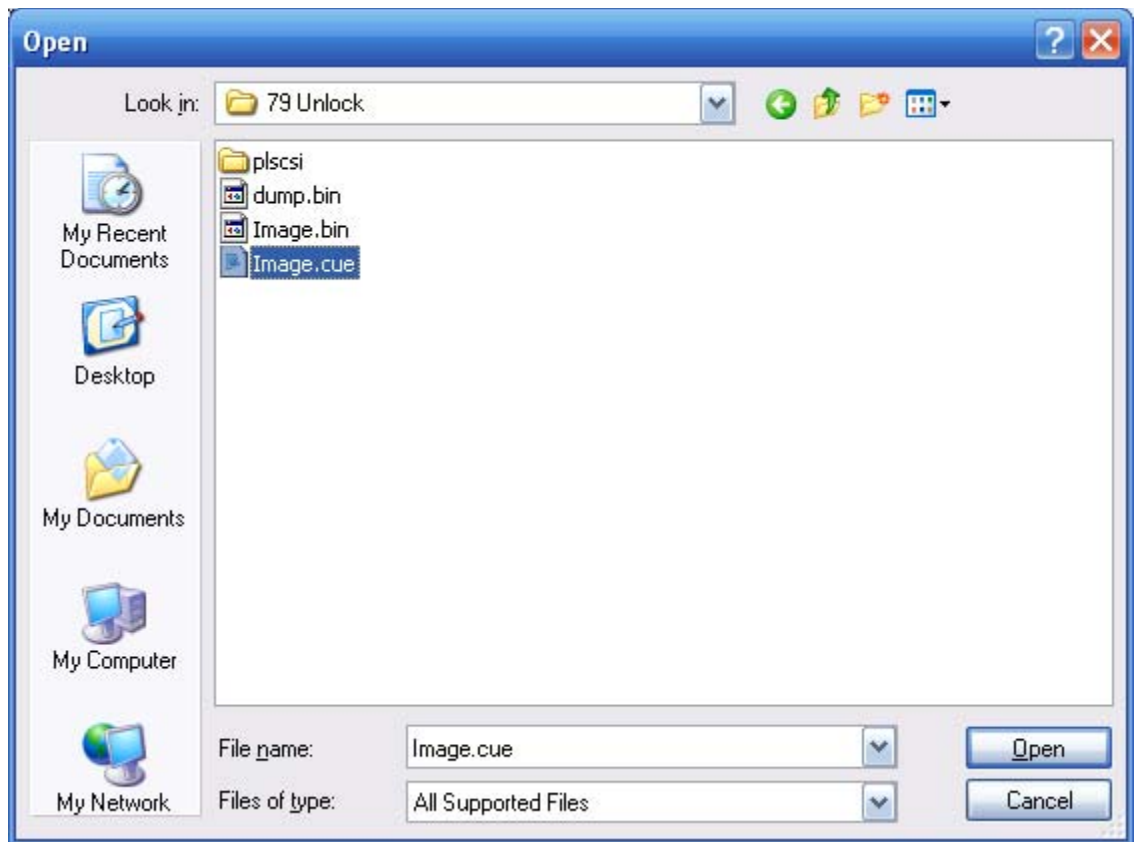 Open
Look in: 79 Unlock
plscsi
dump.bin
Image.bin
Image.cue
My Recent
Documents
Desktop
My Documents
My Computer
My Network
File name: Image.cue
Open
Files of type: All Supported Files
Cancel